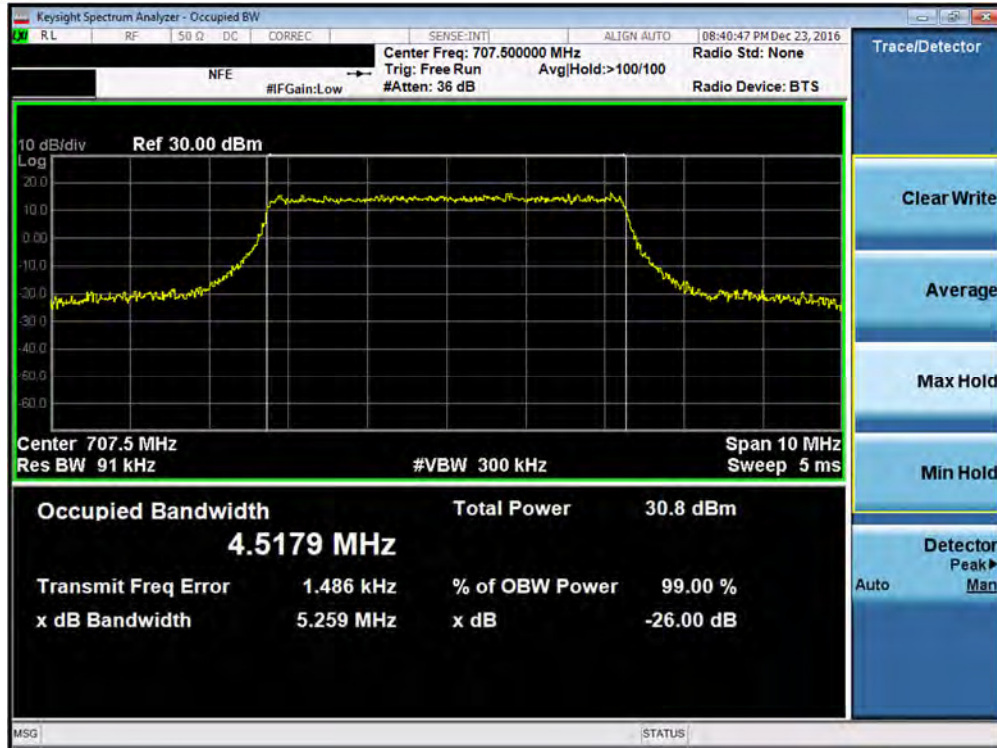 Keysight Spectrum Analyzer - Occupied BW
LXI RL RF 50 Ω DC CORREC SENSE:INT ALIGN AUTO 08:40:47 PM Dec 23, 2016
Center Freq: 707.500000 MHz Radio Std: None
NFE Trig: Free Run Avg|Hold:>100/100
#IFGain:Low #Atten: 36 dB Radio Device: BTS
Trace/Detector
10 dB/div Ref 30.00 dBm
Log
20.0
10.0
0.00
-10.0
-20.0
-30.0
-40.0
-50.0
-60.0
Center 707.5 MHz Span 10 MHz
Res BW 91 kHz #VBW 300 kHz Sweep 5 ms
Occupied Bandwidth Total Power 30.8 dBm
4.5179 MHz
Transmit Freq Error 1.486 kHz % of OBW Power 99.00 %
x dB Bandwidth 5.259 MHz x dB -26.00 dB
Clear Write
Average
Max Hold
Min Hold
Detector
Peak▶
Auto Man
MSG STATUS